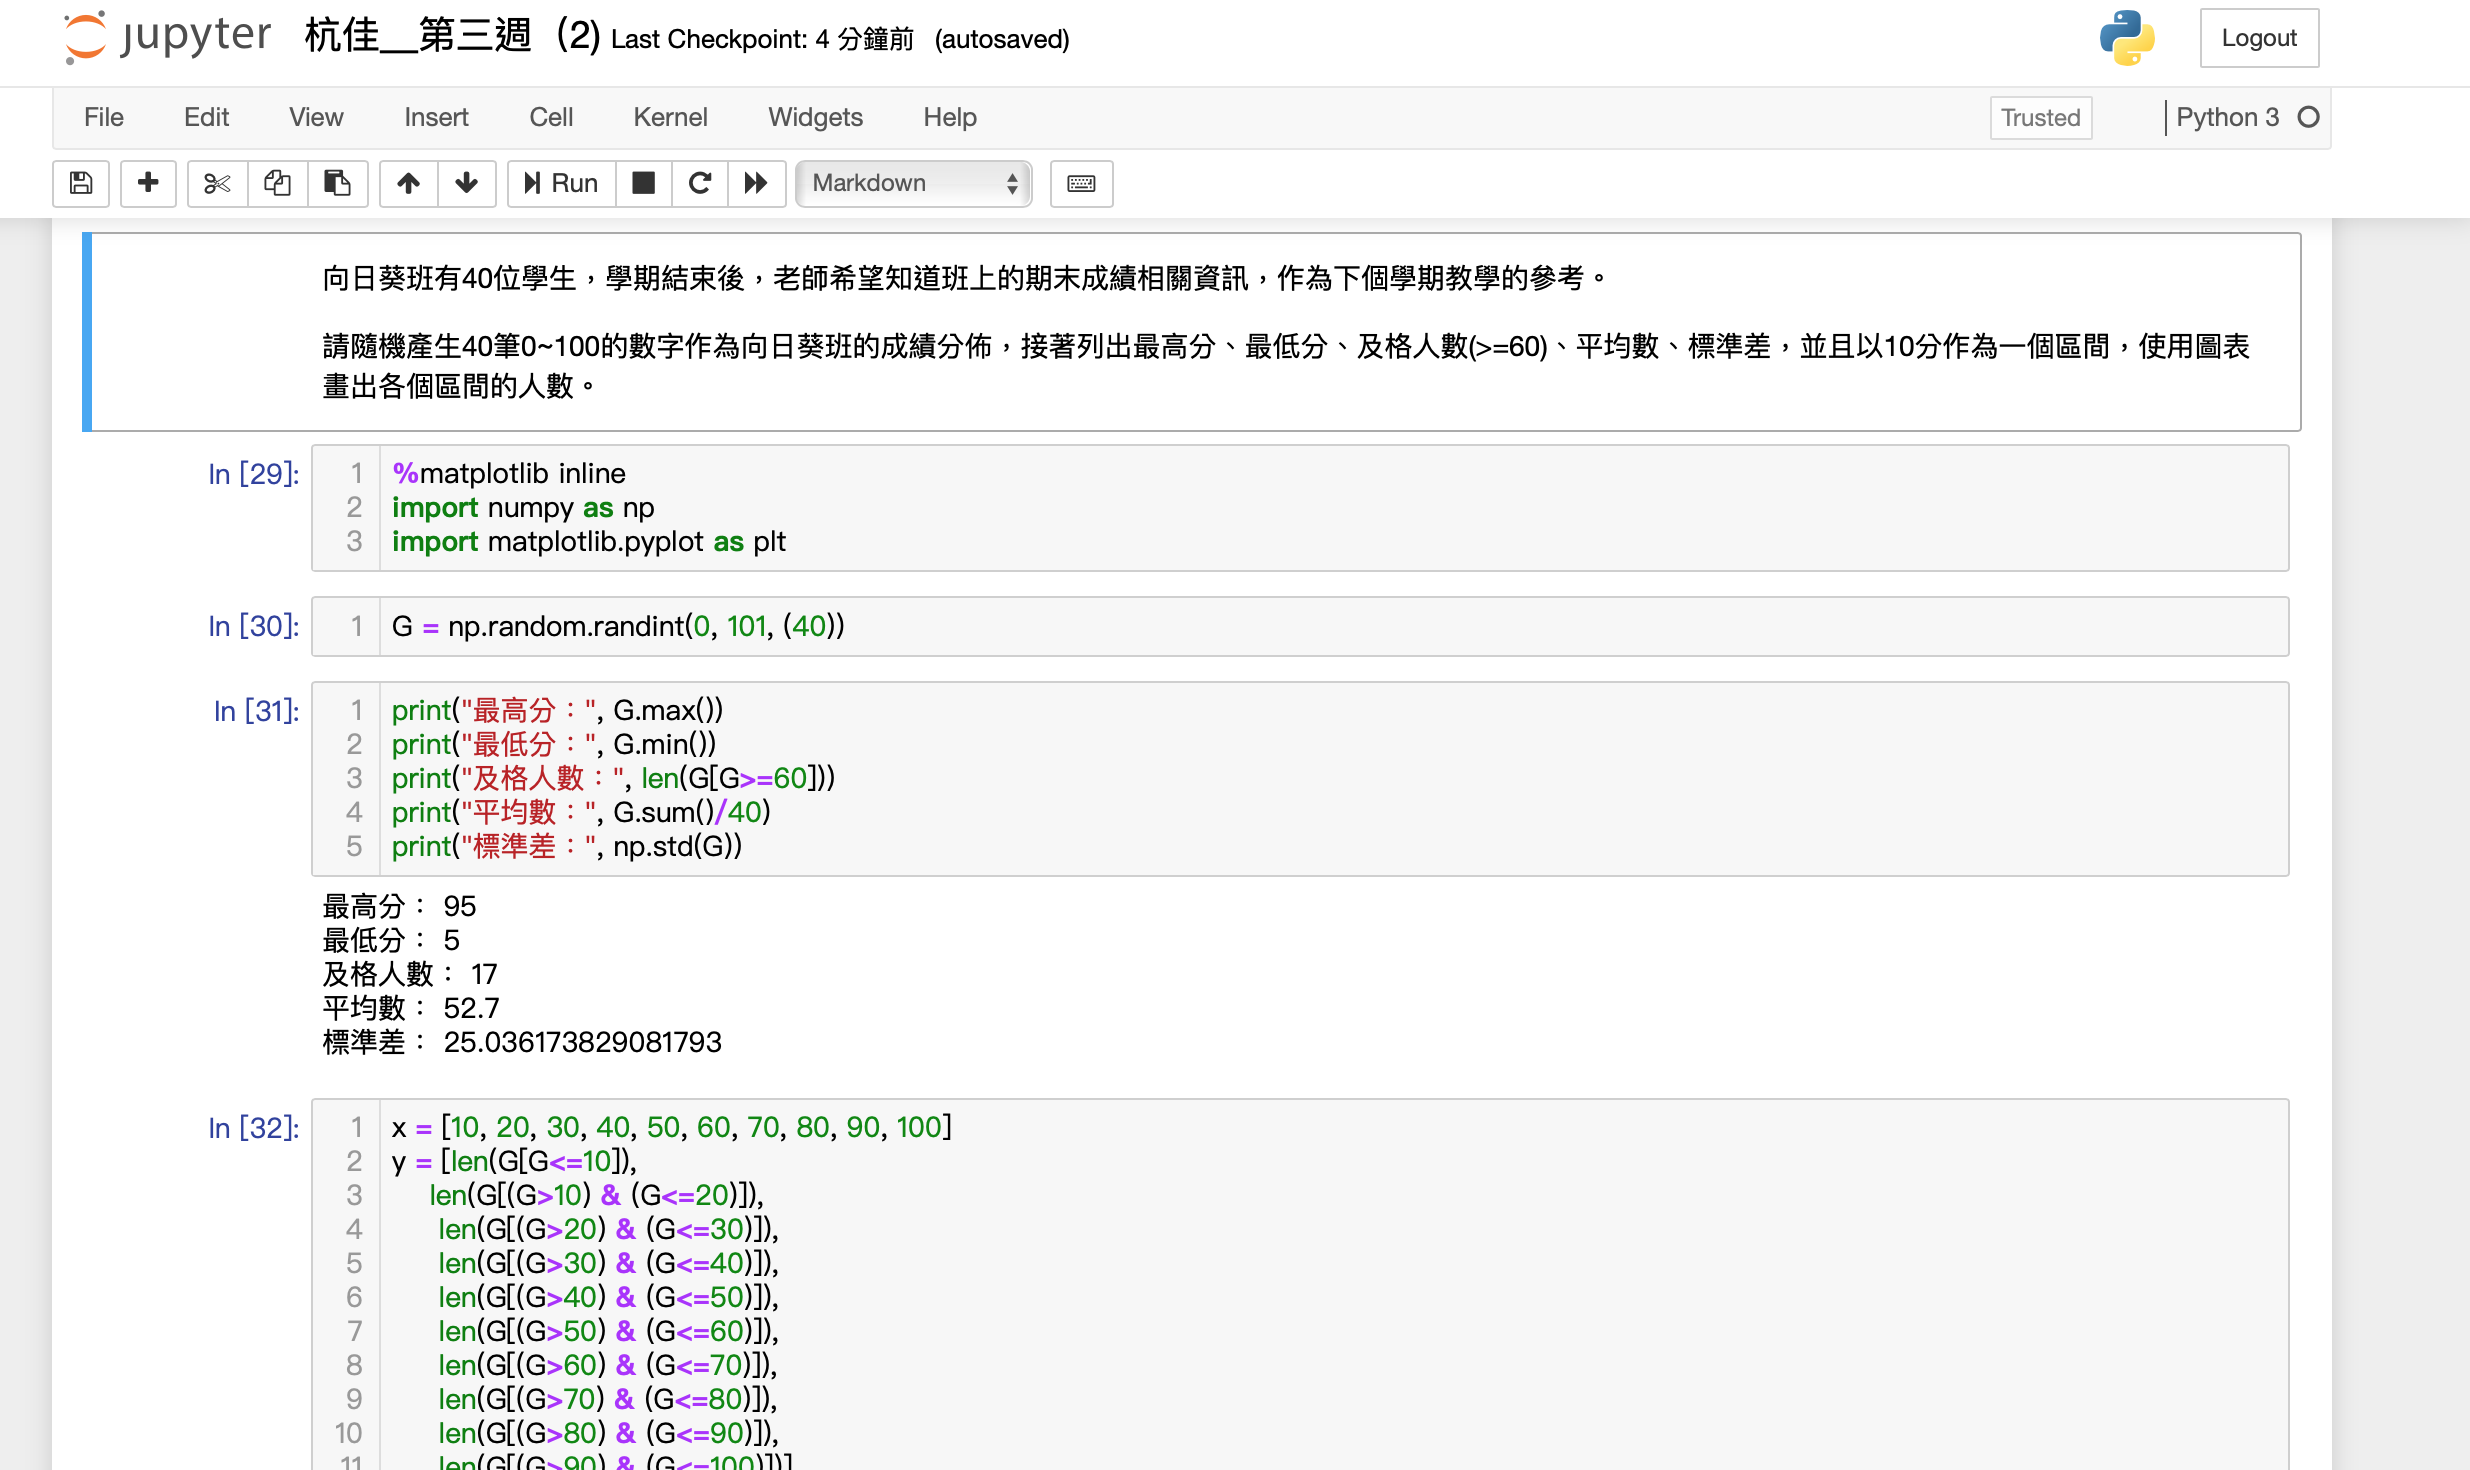 jupyter 杭佳__第三週 (2) Last Checkpoint: 4 分鐘前 (autosaved)
Logout
File Edit View Insert Cell Kernel Widgets Help
Trusted
Python 3
Run
Markdown
向日葵班有40位學生，學期結束後，老師希望知道班上的期末成績相關資訊，作為下個學期教學的參考。
請隨機產生40筆0~100的數字作為向日葵班的成績分佈，接著列出最高分、最低分、及格人數(>=60)、平均數、標準差，並且以10分作為一個區間，使用圖表
畫出各個區間的人數。
In [29]:
1 %matplotlib inline
2 import numpy as np
3 import matplotlib.pyplot as plt
In [30]:
1 G = np.random.randint(0, 101, (40))
In [31]:
1 print("最高分：", G.max())
2 print("最低分：", G.min())
3 print("及格人數：", len(G[G>=60]))
4 print("平均數：", G.sum()/40)
5 print("標準差：", np.std(G))
最高分： 95
最低分： 5
及格人數： 17
平均數： 52.7
標準差： 25.036173829081793
In [32]:
1 x = [10, 20, 30, 40, 50, 60, 70, 80, 90, 100]
2 y = [len(G[G<=10]),
3 len(G[(G>10) & (G<=20)]),
4 len(G[(G>20) & (G<=30)]),
5 len(G[(G>30) & (G<=40)]),
6 len(G[(G>40) & (G<=50)]),
7 len(G[(G>50) & (G<=60)]),
8 len(G[(G>60) & (G<=70)]),
9 len(G[(G>70) & (G<=80)]),
10 len(G[(G>80) & (G<=90)]),
11 len(G[(G>90) & (G<=100)])]